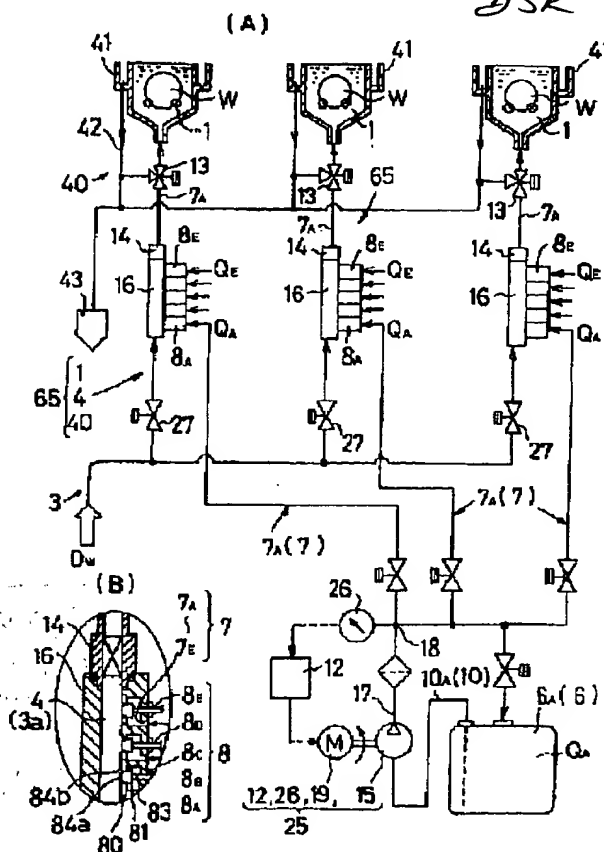 DSR
(A)
41 41 41
W W W
1 1 1
42
40
13 13 13
7A 7A 7A
65
14 14 14
8E 8E 8E
16 16 16
QE QE QE
43
8A 8A
QA QA QA
65 { 1 4 40
27 27 27
3
DW
7A(7) 7A(7)
(B)
26
18
12
17
10A(10)
6A(6)
QA
M
19
15
12,26,19,
25
14
16
4
(3a)
84b
84a
80
81
83
7A
~
7E
} 7
8E
8D
8C
8B
8A
} 8